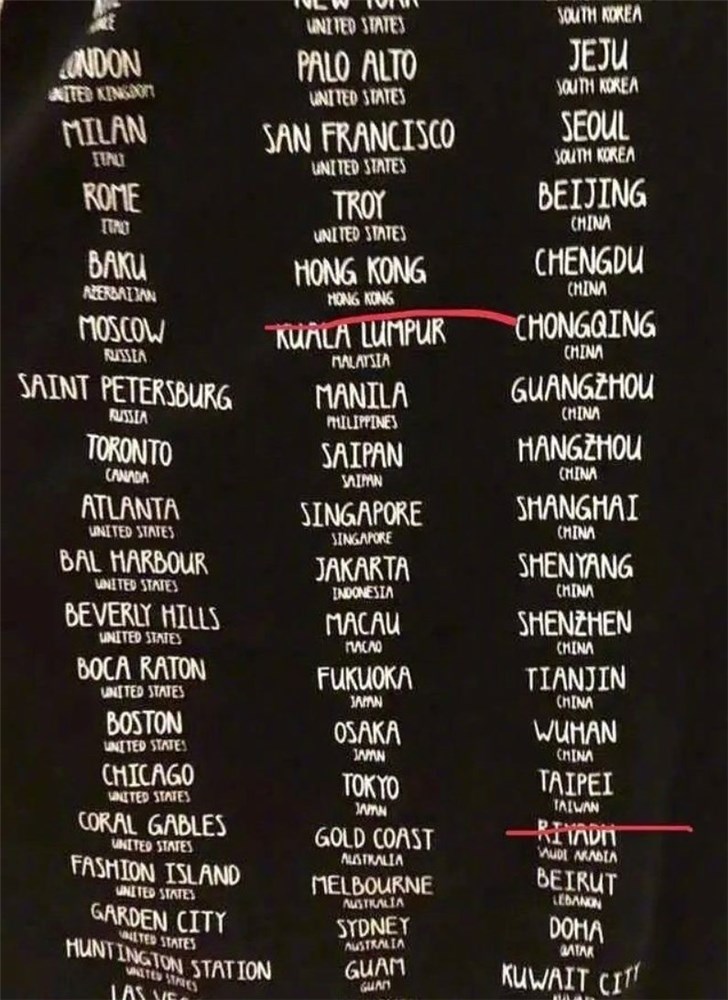 LONDON
UNITED KINGDOM
MILAN
ITALY
ROME
ITALY
BAKU
AZERBAIJAN
MOSCOW
RUSSIA
SAINT PETERSBURG
RUSSIA
TORONTO
CANADA
ATLANTA
UNITED STATES
BAL HARBOUR
UNITED STATES
BEVERLY HILLS
UNITED STATES
BOCA RATON
UNITED STATES
BOSTON
UNITED STATES
CHICAGO
UNITED STATES
CORAL GABLES
UNITED STATES
FASHION ISLAND
UNITED STATES
GARDEN CITY
UNITED STATES
HUNTINGTON STATION
UNITED STATES
NEW YORK
UNITED STATES
PALO ALTO
UNITED STATES
SAN FRANCISCO
UNITED STATES
TROY
UNITED STATES
HONG KONG
HONG KONG
KUALA LUMPUR
MALAYSIA
MANILA
PHILIPPINES
SAIPAN
SAIPAN
SINGAPORE
SINGAPORE
JAKARTA
INDONESIA
MACAU
MACAO
FUKUOKA
JAPAN
OSAKA
JAPAN
TOKYO
JAPAN
GOLD COAST
AUSTRALIA
MELBOURNE
AUSTRALIA
SYDNEY
AUSTRALIA
GUAM
GUAM
SOUTH KOREA
JEJU
SOUTH KOREA
SEOUL
SOUTH KOREA
BEIJING
CHINA
CHENGDU
CHINA
CHONGQING
CHINA
GUANGZHOU
CHINA
HANGZHOU
CHINA
SHANGHAI
CHINA
SHENYANG
CHINA
SHENZHEN
CHINA
TIANJIN
CHINA
WUHAN
CHINA
TAIPEI
TAIWAN
RIYADH
SAUDI ARABIA
BEIRUT
LEBANON
DOHA
QATAR
KUWAIT CITY